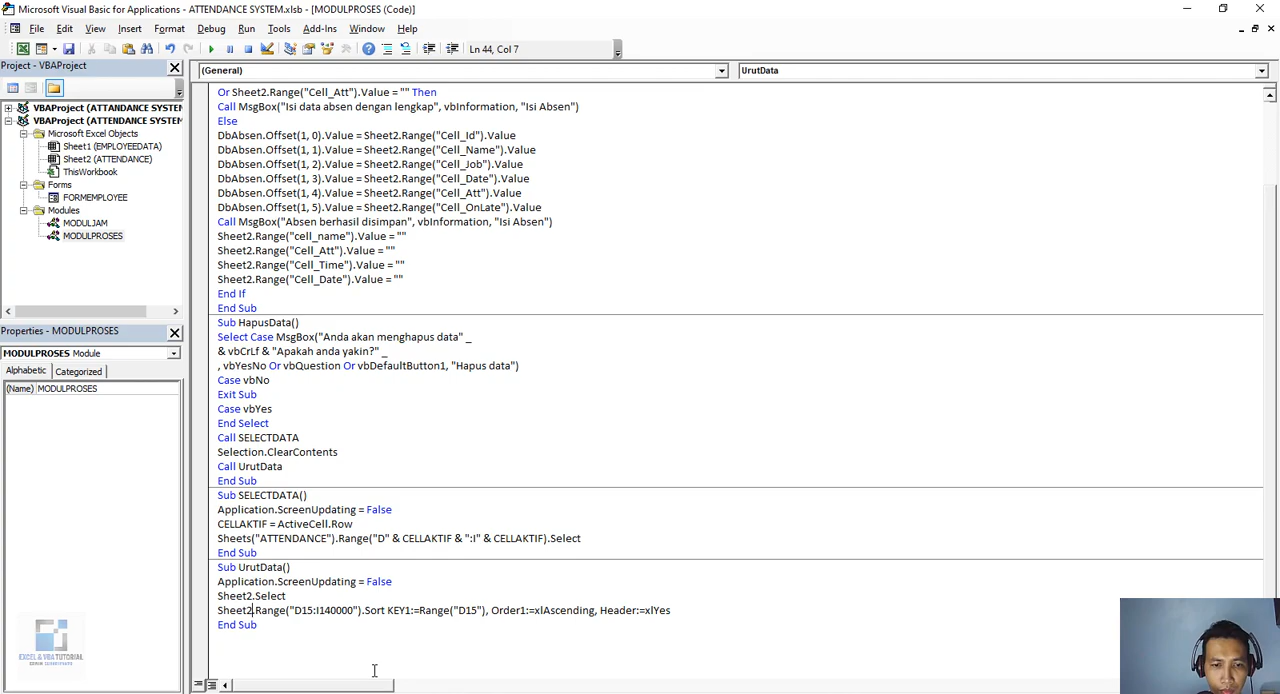 Microsoft Visual Basic for Applications - ATTENDANCE SYSTEM.xlsb - [MODULPROSES (Code)]
File Edit View Insert Format Debug Run Tools Add-Ins Window Help
Ln 44, Col 7
Project - VBAProject
(General)
UrutData
VBAProject (ATTANDANCE SYSTEM
VBAProject (ATTENDANCE SYSTE
Microsoft Excel Objects
Sheet1 (EMPLOYEEDATA)
Sheet2 (ATTENDANCE)
ThisWorkbook
Forms
FORMEMPLOYEE
Modules
MODULJAM
MODULPROSES
Properties - MODULPROSES
MODULPROSES Module
Alphabetic Categorized
(Name) MODULPROSES
Or Sheet2.Range("Cell_Att").Value = "" Then
Call MsgBox("Isi data absen dengan lengkap", vbInformation, "Isi Absen")
Else
DbAbsen.Offset(1, 0).Value = Sheet2.Range("Cell_Id").Value
DbAbsen.Offset(1, 1).Value = Sheet2.Range("Cell_Name").Value
DbAbsen.Offset(1, 2).Value = Sheet2.Range("Cell_Job").Value
DbAbsen.Offset(1, 3).Value = Sheet2.Range("Cell_Date").Value
DbAbsen.Offset(1, 4).Value = Sheet2.Range("Cell_Att").Value
DbAbsen.Offset(1, 5).Value = Sheet2.Range("Cell_OnLate").Value
Call MsgBox("Absen berhasil disimpan", vbInformation, "Isi Absen")
Sheet2.Range("cell_name").Value = ""
Sheet2.Range("Cell_Att").Value = ""
Sheet2.Range("Cell_Time").Value = ""
Sheet2.Range("Cell_Date").Value = ""
End If
End Sub
Sub HapusData()
Select Case MsgBox("Anda akan menghapus data" _
& vbCrLf & "Apakah anda yakin?" _
, vbYesNo Or vbQuestion Or vbDefaultButton1, "Hapus data")
Case vbNo
Exit Sub
Case vbYes
End Select
Call SELECTDATA
Selection.ClearContents
Call UrutData
End Sub
Sub SELECTDATA()
Application.ScreenUpdating = False
CELLAKTIF = ActiveCell.Row
Sheets("ATTENDANCE").Range("D" & CELLAKTIF & ":I" & CELLAKTIF).Select
End Sub
Sub UrutData()
Application.ScreenUpdating = False
Sheet2.Select
Sheet2.Range("D15:I140000").Sort KEY1:=Range("D15"), Order1:=xlAscending, Header:=xlYes
End Sub
EXCEL & VBA TUTORIAL